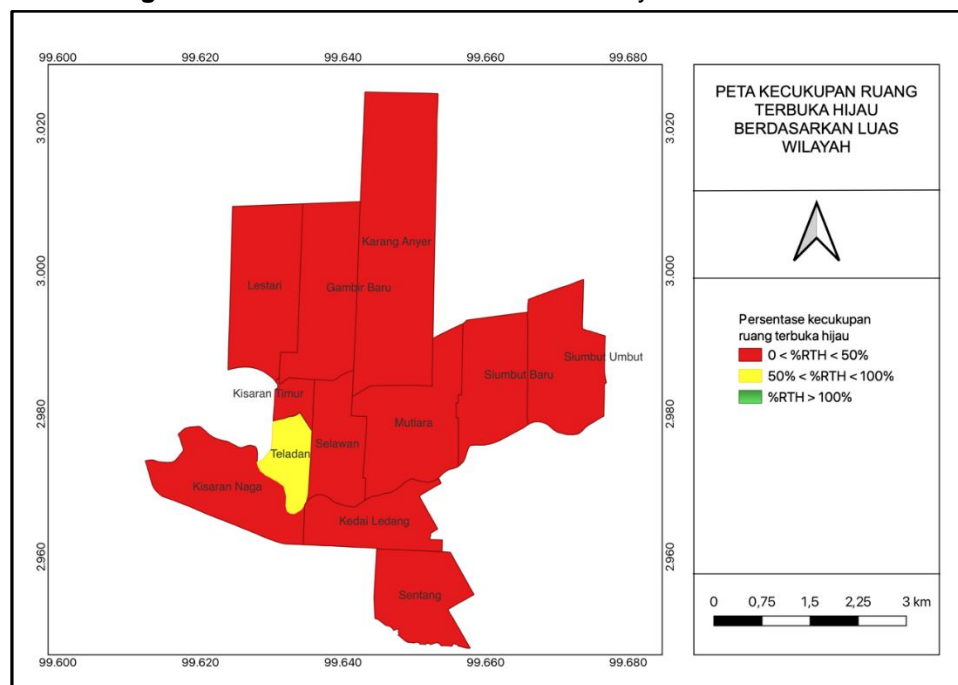 99.600 99.620 99.640 99.660 99.680
3.020
3.000
2.980
2.960
3.020
3.000
2.980
2.960
Karang Anyer
Lestari
Gambir Baru
Siumbut Umbut
Siumbut Baru
Kisaran Timur
Mutiara
Selawan
Teladan
Kisaran Naga
Kedai Ledang
Sentang
99.600 99.620 99.640 99.660 99.680
PETA KECUKUPAN RUANG
TERBUKA HIJAU
BERDASARKAN LUAS
WILAYAH
Persentase kecukupan
ruang terbuka hijau
0 < %RTH < 50%
50% < %RTH < 100%
%RTH > 100%
0 0,75 1,5 2,25 3 km